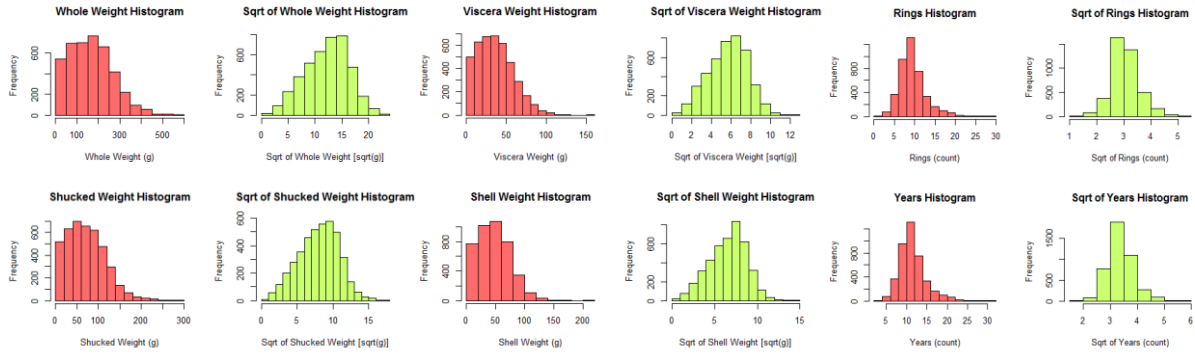 Whole Weight Histogram
Frequency
0 200 600
0 100 300 500
Whole Weight (g)
Sqrt of Whole Weight Histogram
Frequency
0 200 600
0 5 10 15 20
Sqrt of Whole Weight [sqrt(g)]
Viscera Weight Histogram
Frequency
0 200 400 600
0 50 100 150
Viscera Weight (g)
Sqrt of Viscera Weight Histogram
Frequency
0 200 600
0 2 4 6 8 10 12
Sqrt of Viscera Weight [sqrt(g)]
Rings Histogram
Frequency
0 400 800
0 5 10 15 20 25 30
Rings (count)
Sqrt of Rings Histogram
Frequency
0 500 1000
1 2 3 4 5
Sqrt of Rings (count)
Shucked Weight Histogram
Frequency
0 200 400 600
0 50 100 200 300
Shucked Weight (g)
Sqrt of Shucked Weight Histogram
Frequency
0 200 400 600
0 5 10 15
Sqrt of Shucked Weight [sqrt(g)]
Shell Weight Histogram
Frequency
0 200 600 1000
0 50 100 150 200
Shell Weight (g)
Sqrt of Shell Weight Histogram
Frequency
0 200 400 600
0 5 10 15
Sqrt of Shell Weight [sqrt(g)]
Years Histogram
Frequency
0 400 800
5 10 15 20 25 30
Years (count)
Sqrt of Years Histogram
Frequency
0 500 1000 1500
2 3 4 5 6
Sqrt of Years (count)